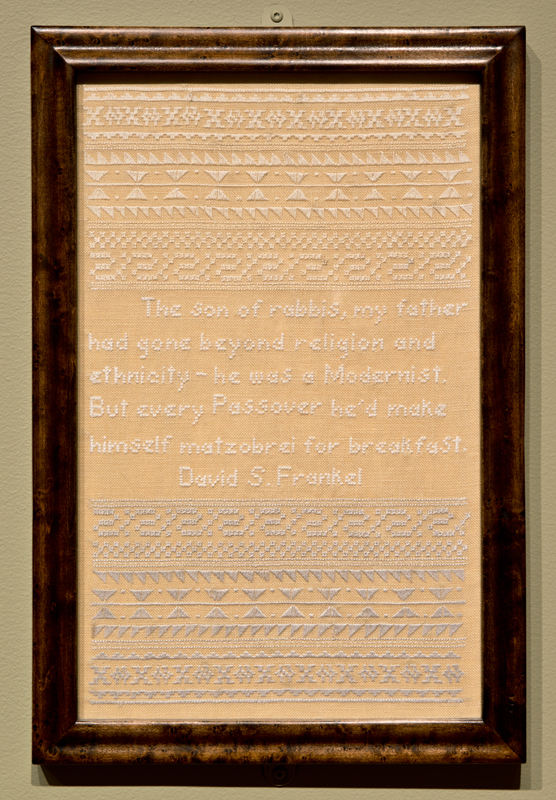 The son of rabbis, my father
had gone beyond religion and
ethnicity – he was a Modernist.
But every Passover he'd make
himself matzobrei for breakfast.
David S. Frankel